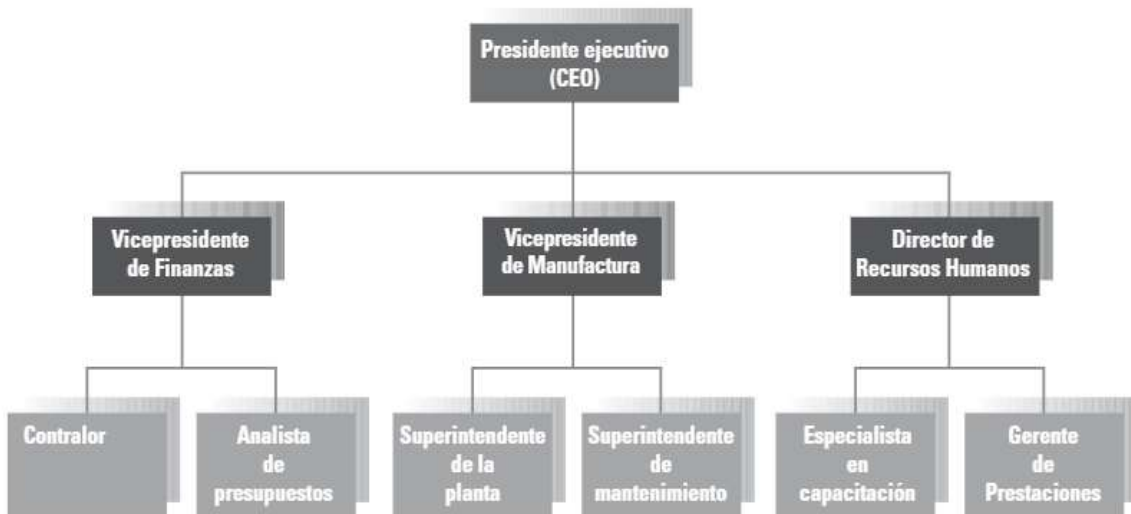 Presidente ejecutivo
(CEO)
Vicepresidente
de Finanzas
Vicepresidente
de Manufactura
Director de
Recursos Humanos
Contralor
Analista
de
presupuestos
Superintendente
de la
planta
Superintendente
de
mantenimiento
Especialista
en
capacitación
Gerente
de
Prestaciones